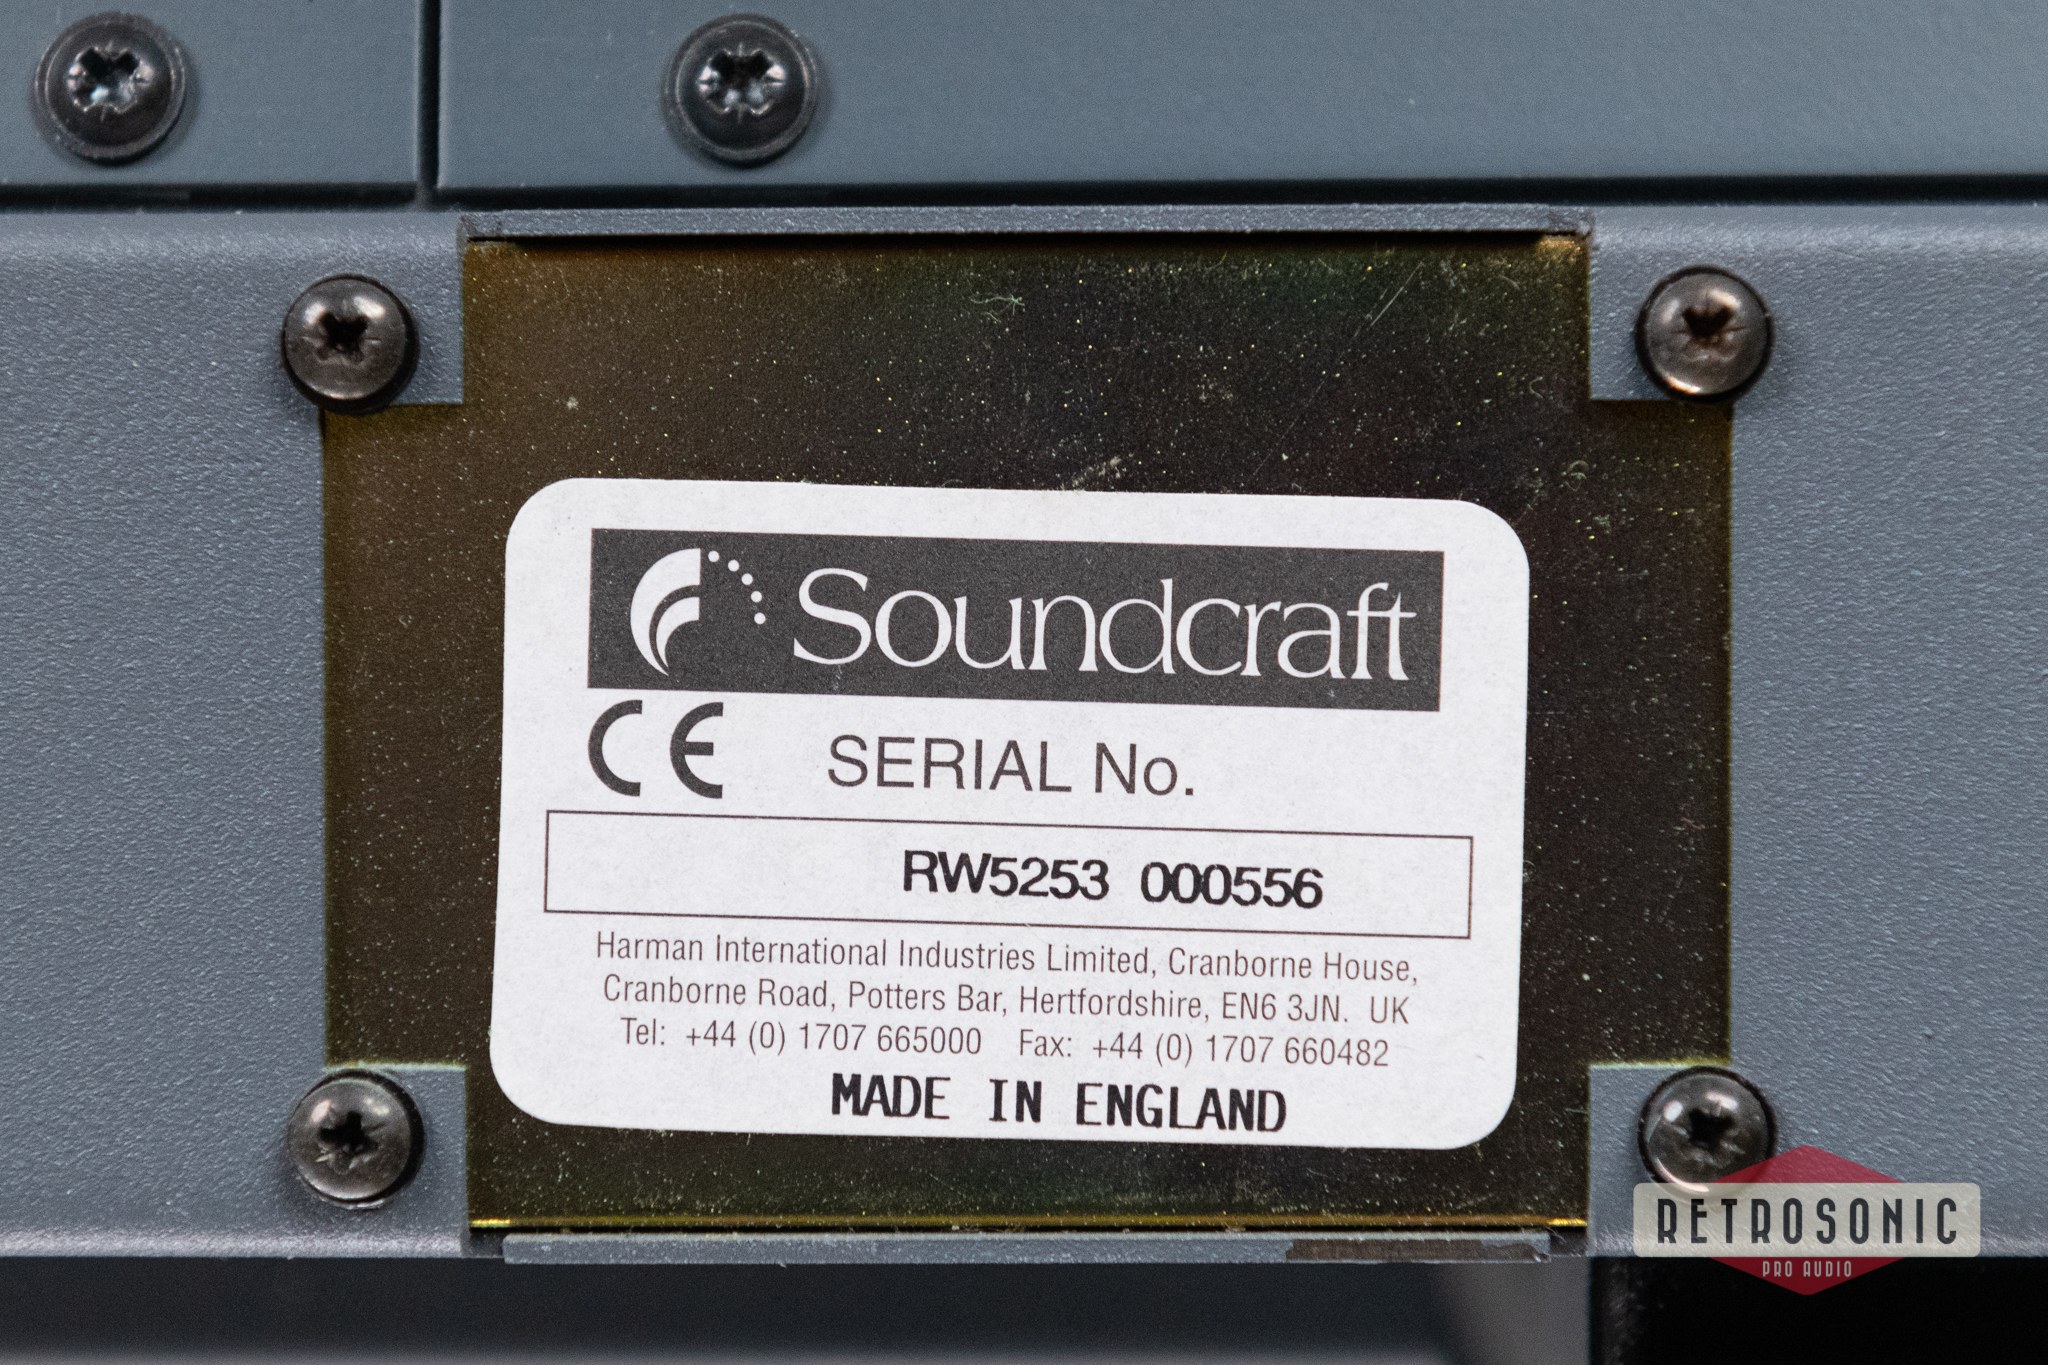 Soundcraft
CE SERIAL No.
RW5253 000556
Harman International Industries Limited, Cranborne House,
Cranborne Road, Potters Bar, Hertfordshire, EN6 3JN. UK
Tel: +44 (0) 1707 665000 Fax: +44 (0) 1707 660482
MADE IN ENGLAND
RETROSONIC
PRO AUDIO